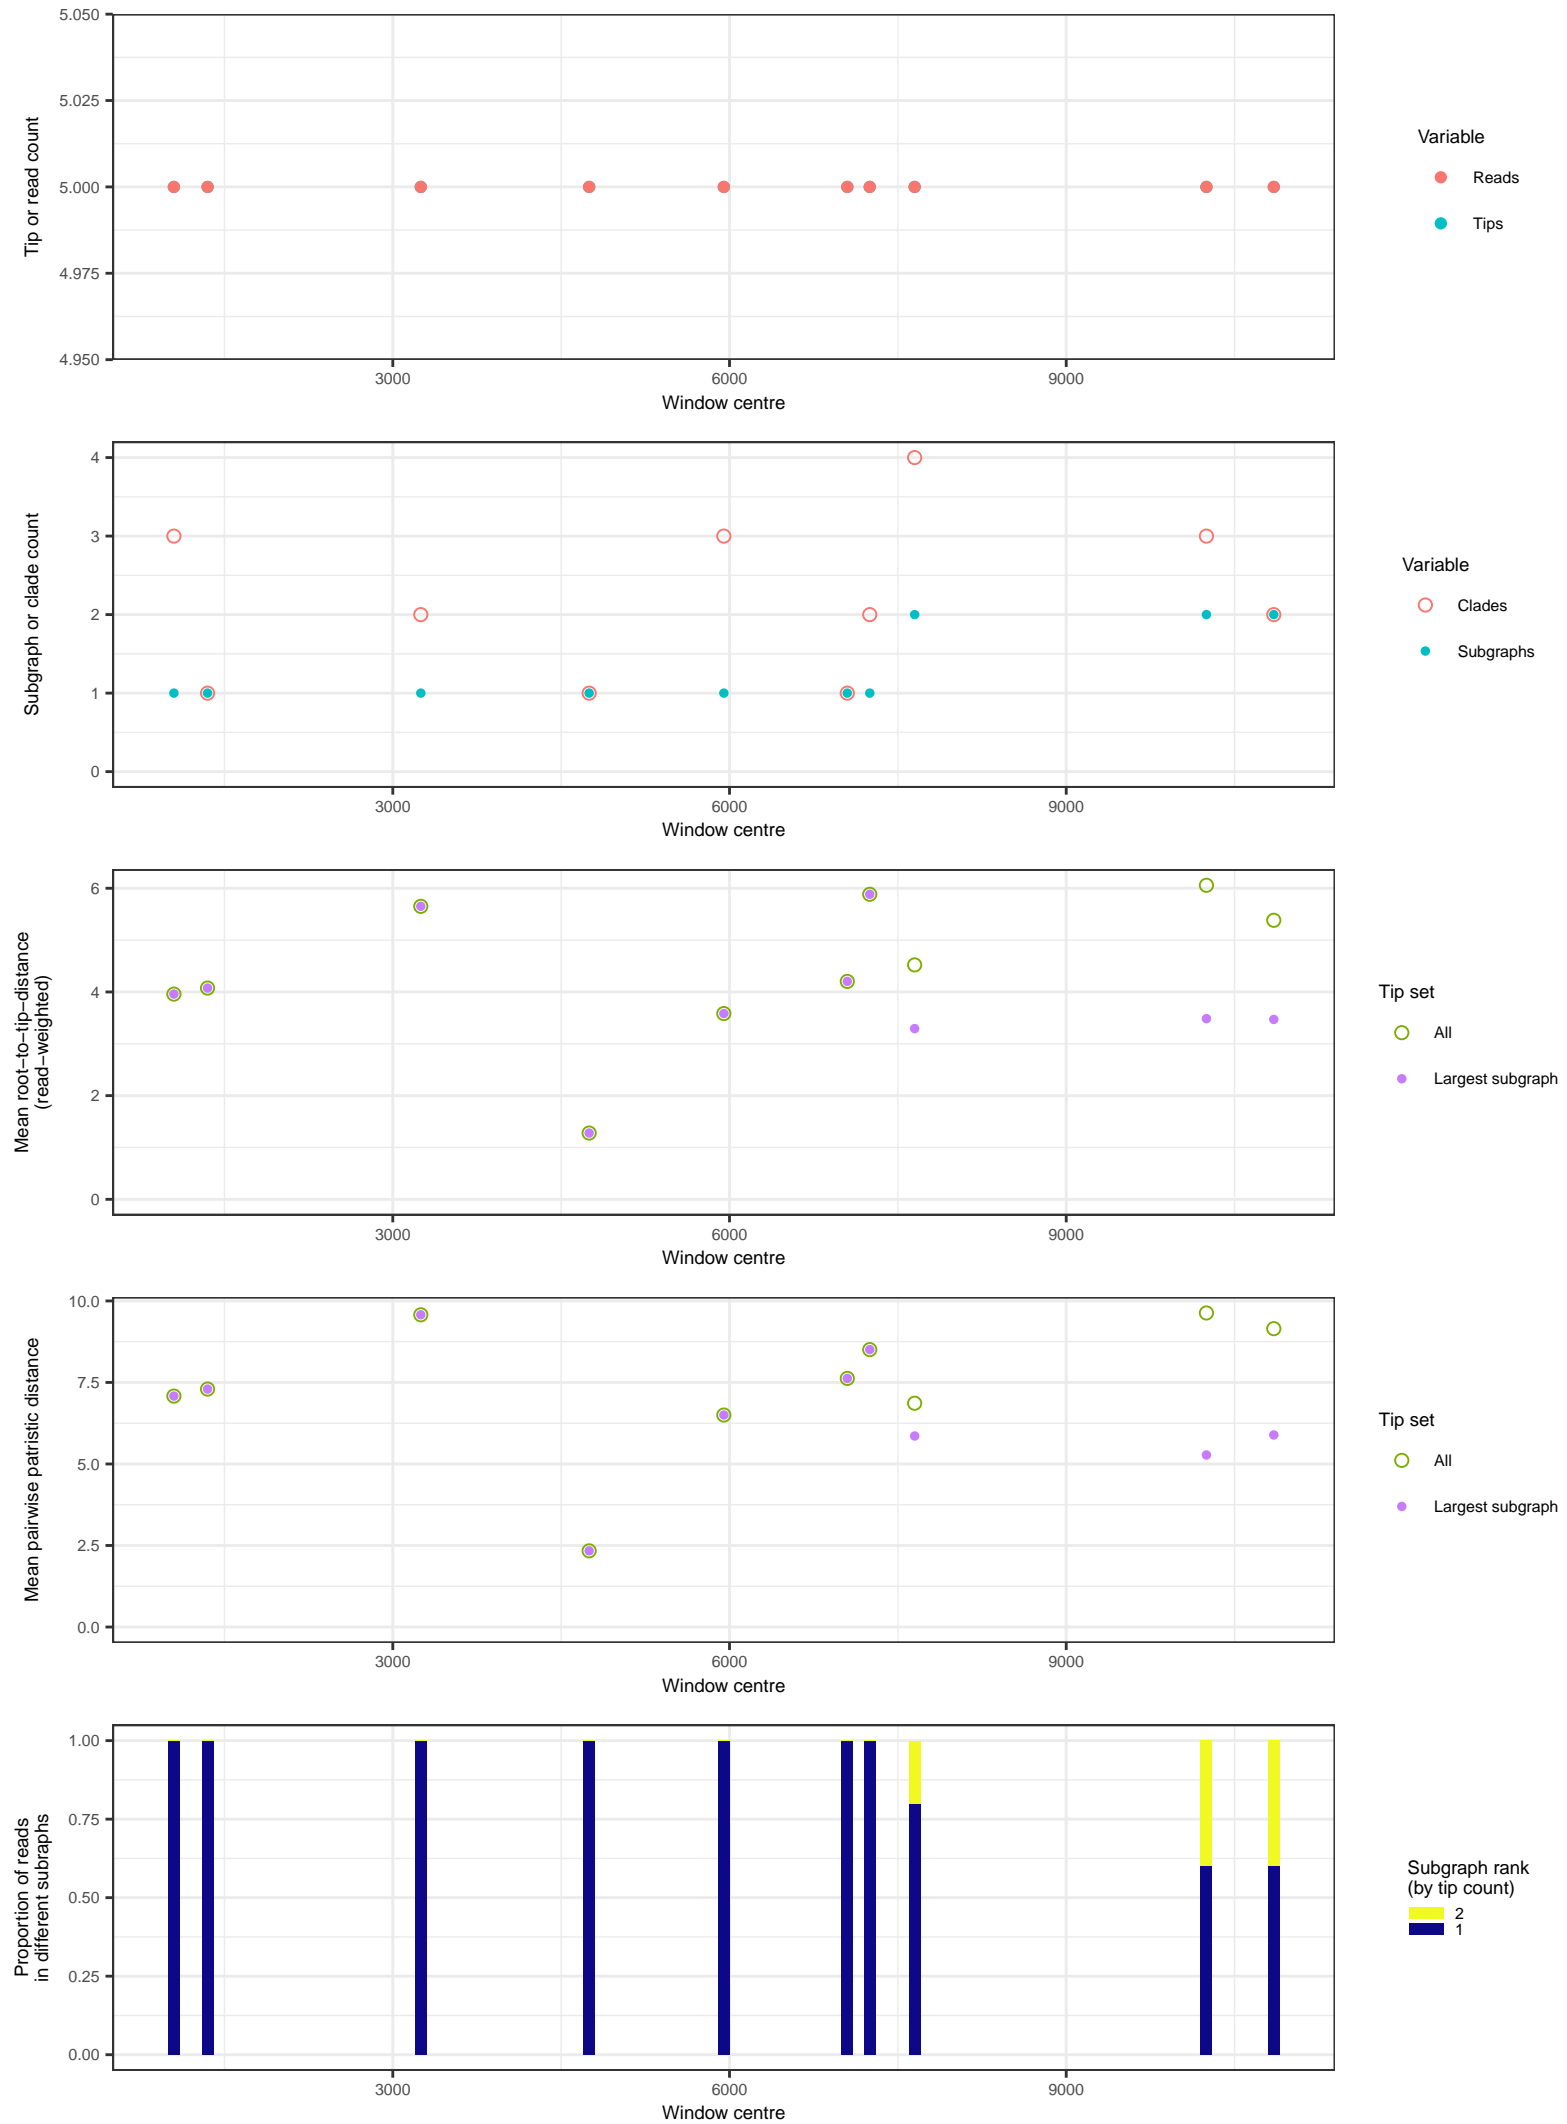 5.050
5.025
5.000
4.975
4.950
Tip or read count
3000
6000
9000
Window centre
Variable
Reads
Tips
4
3
2
1
0
Subgraph or clade count
3000
6000
9000
Window centre
Variable
Clades
Subgraphs
6
4
2
0
Mean root−to−tip−distance
(read−weighted)
3000
6000
9000
Window centre
Tip set
All
Largest subgraph
10.0
7.5
5.0
2.5
0.0
Mean pairwise patristic distance
3000
6000
9000
Window centre
Tip set
All
Largest subgraph
1.00
0.75
0.50
0.25
0.00
Proportion of reads
in different subraphs
3000
6000
9000
Window centre
Subgraph rank
(by tip count)
2
1